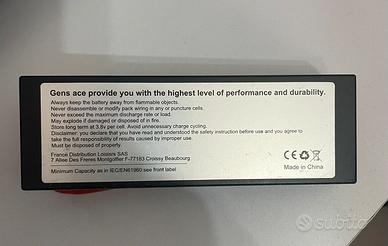 Gens ace provide you with the highest level of performance and durability.
Always keep the battery away from flammable objects.
Never disassemble or modify pack wiring in any or puncture cells.
Never exceed the maximum discharge rate or load.
May explode if damaged or disposed of in fire.
Store long term at 3.8v per cell. Avoid unnecessary charge cycling.
Disclaimer: you declare that you have read and understood the safety instruction before use and you agree to
take the full responsibility of results caused by improper use.
Must be disposed of properly.
France Distribution Loisirs SAS
7 Allee Des Freres Montgolfier F-77183 Croissy Beaubourg
CE
Made in China
Minimum Capacity as in IEC/EN61960 see front label
subito